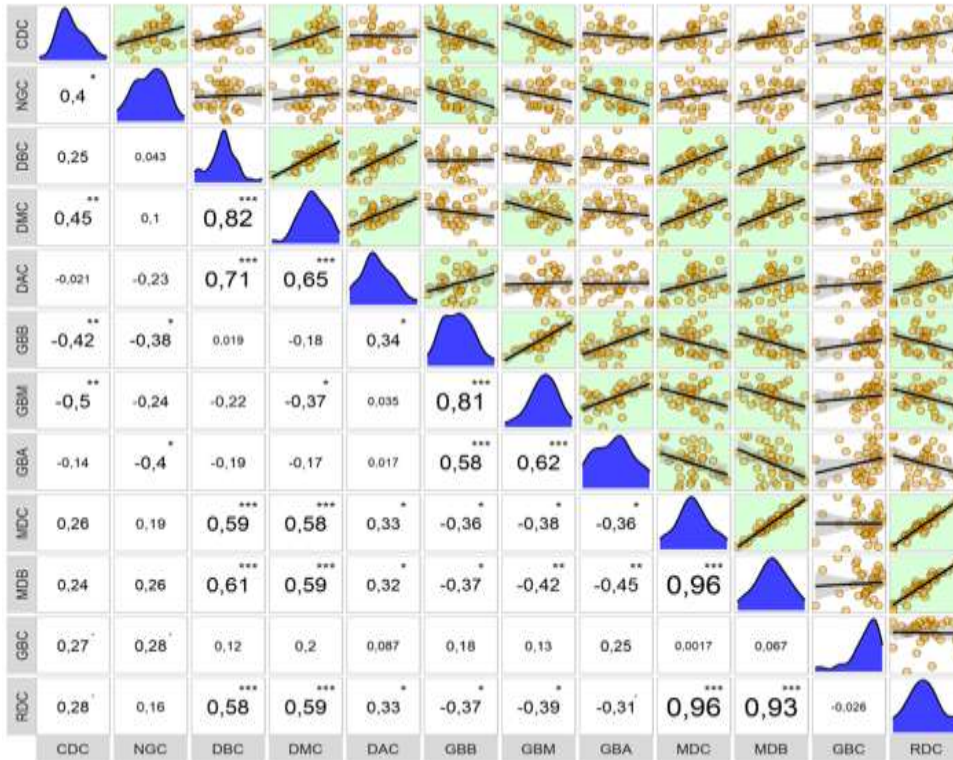 CDC
NGC 0,4 *
DBC 0,25 0,043
DMC 0,45 ** 0,1 0,82 ***
DAC -0,021 -0,23 0,71 *** 0,65 ***
GBB -0,42 ** -0,38 * 0,019 -0,18 0,34 *
GBM -0,5 ** -0,24 -0,22 -0,37 * 0,035 0,81 ***
GBA -0,14 -0,4 * -0,19 -0,17 0,017 0,58 *** 0,62 ***
MDC 0,26 0,19 0,59 *** 0,58 *** 0,33 * -0,36 * -0,38 * -0,36 *
MDB 0,24 0,26 0,61 *** 0,59 *** 0,32 * -0,37 * -0,42 ** -0,45 ** 0,96 ***
GBC 0,27 ' 0,28 ' 0,12 0,2 0,087 0,18 0,13 0,25 0,0017 0,067
RDC 0,28 ' 0,16 0,58 *** 0,59 *** 0,33 * -0,37 * -0,39 * -0,31 ' 0,96 *** 0,93 *** -0,026
CDC NGC DBC DMC DAC GBB GBM GBA MDC MDB GBC RDC